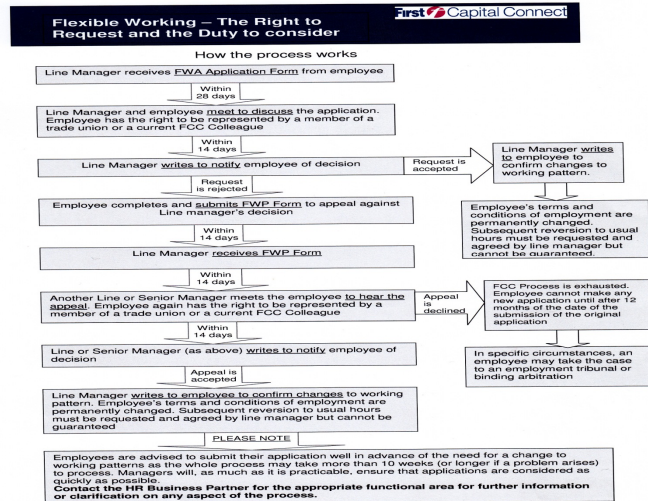 Flexible Working – The Right to
Request and the Duty to consider
First Capital Connect
How the process works
Line Manager receives FWA Application Form from employee
Within
28 days
Line Manager and employee meet to discuss the application.
Employee has the right to be represented by a member of a
trade union or a current FCC Colleague
Within
14 days
Line Manager writes to notify employee of decision
Request is
accepted
Line Manager writes
to employee to
confirm changes to
working pattern.
Request
is rejected
Employee's terms and
conditions of employment are
permanently changed.
Subsequent reversion to usual
hours must be requested and
agreed by line manager but
cannot be guaranteed.
Employee completes and submits FWP Form to appeal against
Line manager's decision
Within
14 days
Line Manager receives FWP Form
Within
14 days
Another Line or Senior Manager meets the employee to hear the
appeal. Employee again has the right to be represented by a
member of a trade union or a current FCC Colleague
Appeal
is
declined
FCC Process is exhausted.
Employee cannot make any
new application until after 12
months of the date of the
submission of the original
application
Within
14 days
In specific circumstances, an
employee may take the case
to an employment tribunal or
binding arbitration
Line or Senior Manager (as above) writes to notify employee of
decision
Appeal is
accepted
Line Manager writes to employee to confirm changes to working
pattern. Employee's terms and conditions of employment are
permanently changed. Subsequent reversion to usual hours
must be requested and agreed by line manager but cannot be
guaranteed
PLEASE NOTE
Employees are advised to submit their application well in advance of the need for a change to
working patterns as the whole process may take more than 10 weeks (or longer if a problem arises)
to process. Managers will, as much as it is practicable, ensure that applications are considered as
quickly as possible.
Contact the HR Business Partner for the appropriate functional area for further information
or clarification on any aspect of the process.